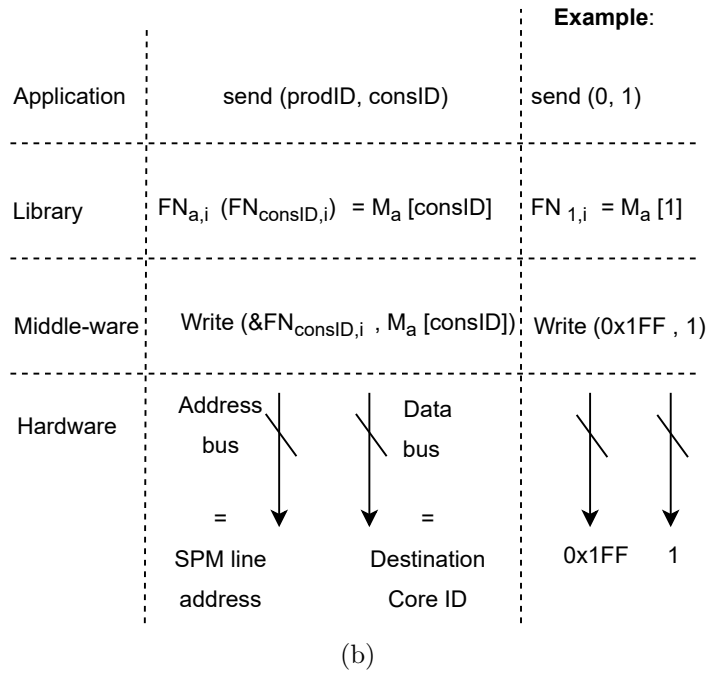 Example:
Application send (prodID, consID) send (0, 1)
Library FNa,i (FNconsID,i) = Ma [consID] FN 1,i = Ma [1]
Middle-ware Write (&FNconsID,i , Ma [consID]) Write (0x1FF , 1)
Hardware Address bus Data bus
= =
SPM line address Destination Core ID 0x1FF 1
(b)